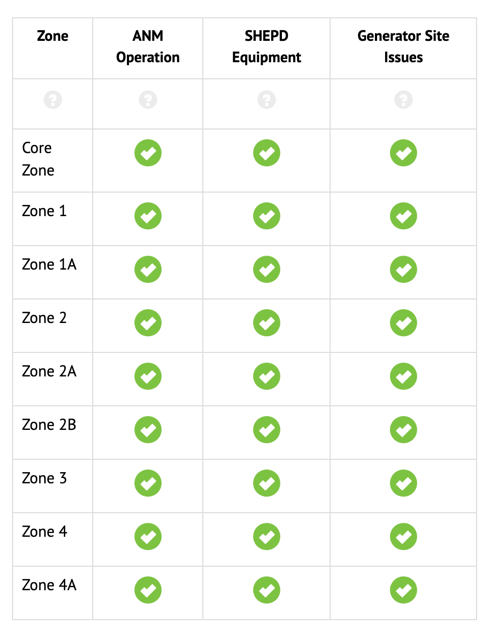 Zone ANM Operation SHEPD Equipment Generator Site Issues
? ? ? ?
Core Zone
Zone 1
Zone 1A
Zone 2
Zone 2A
Zone 2B
Zone 3
Zone 4
Zone 4A